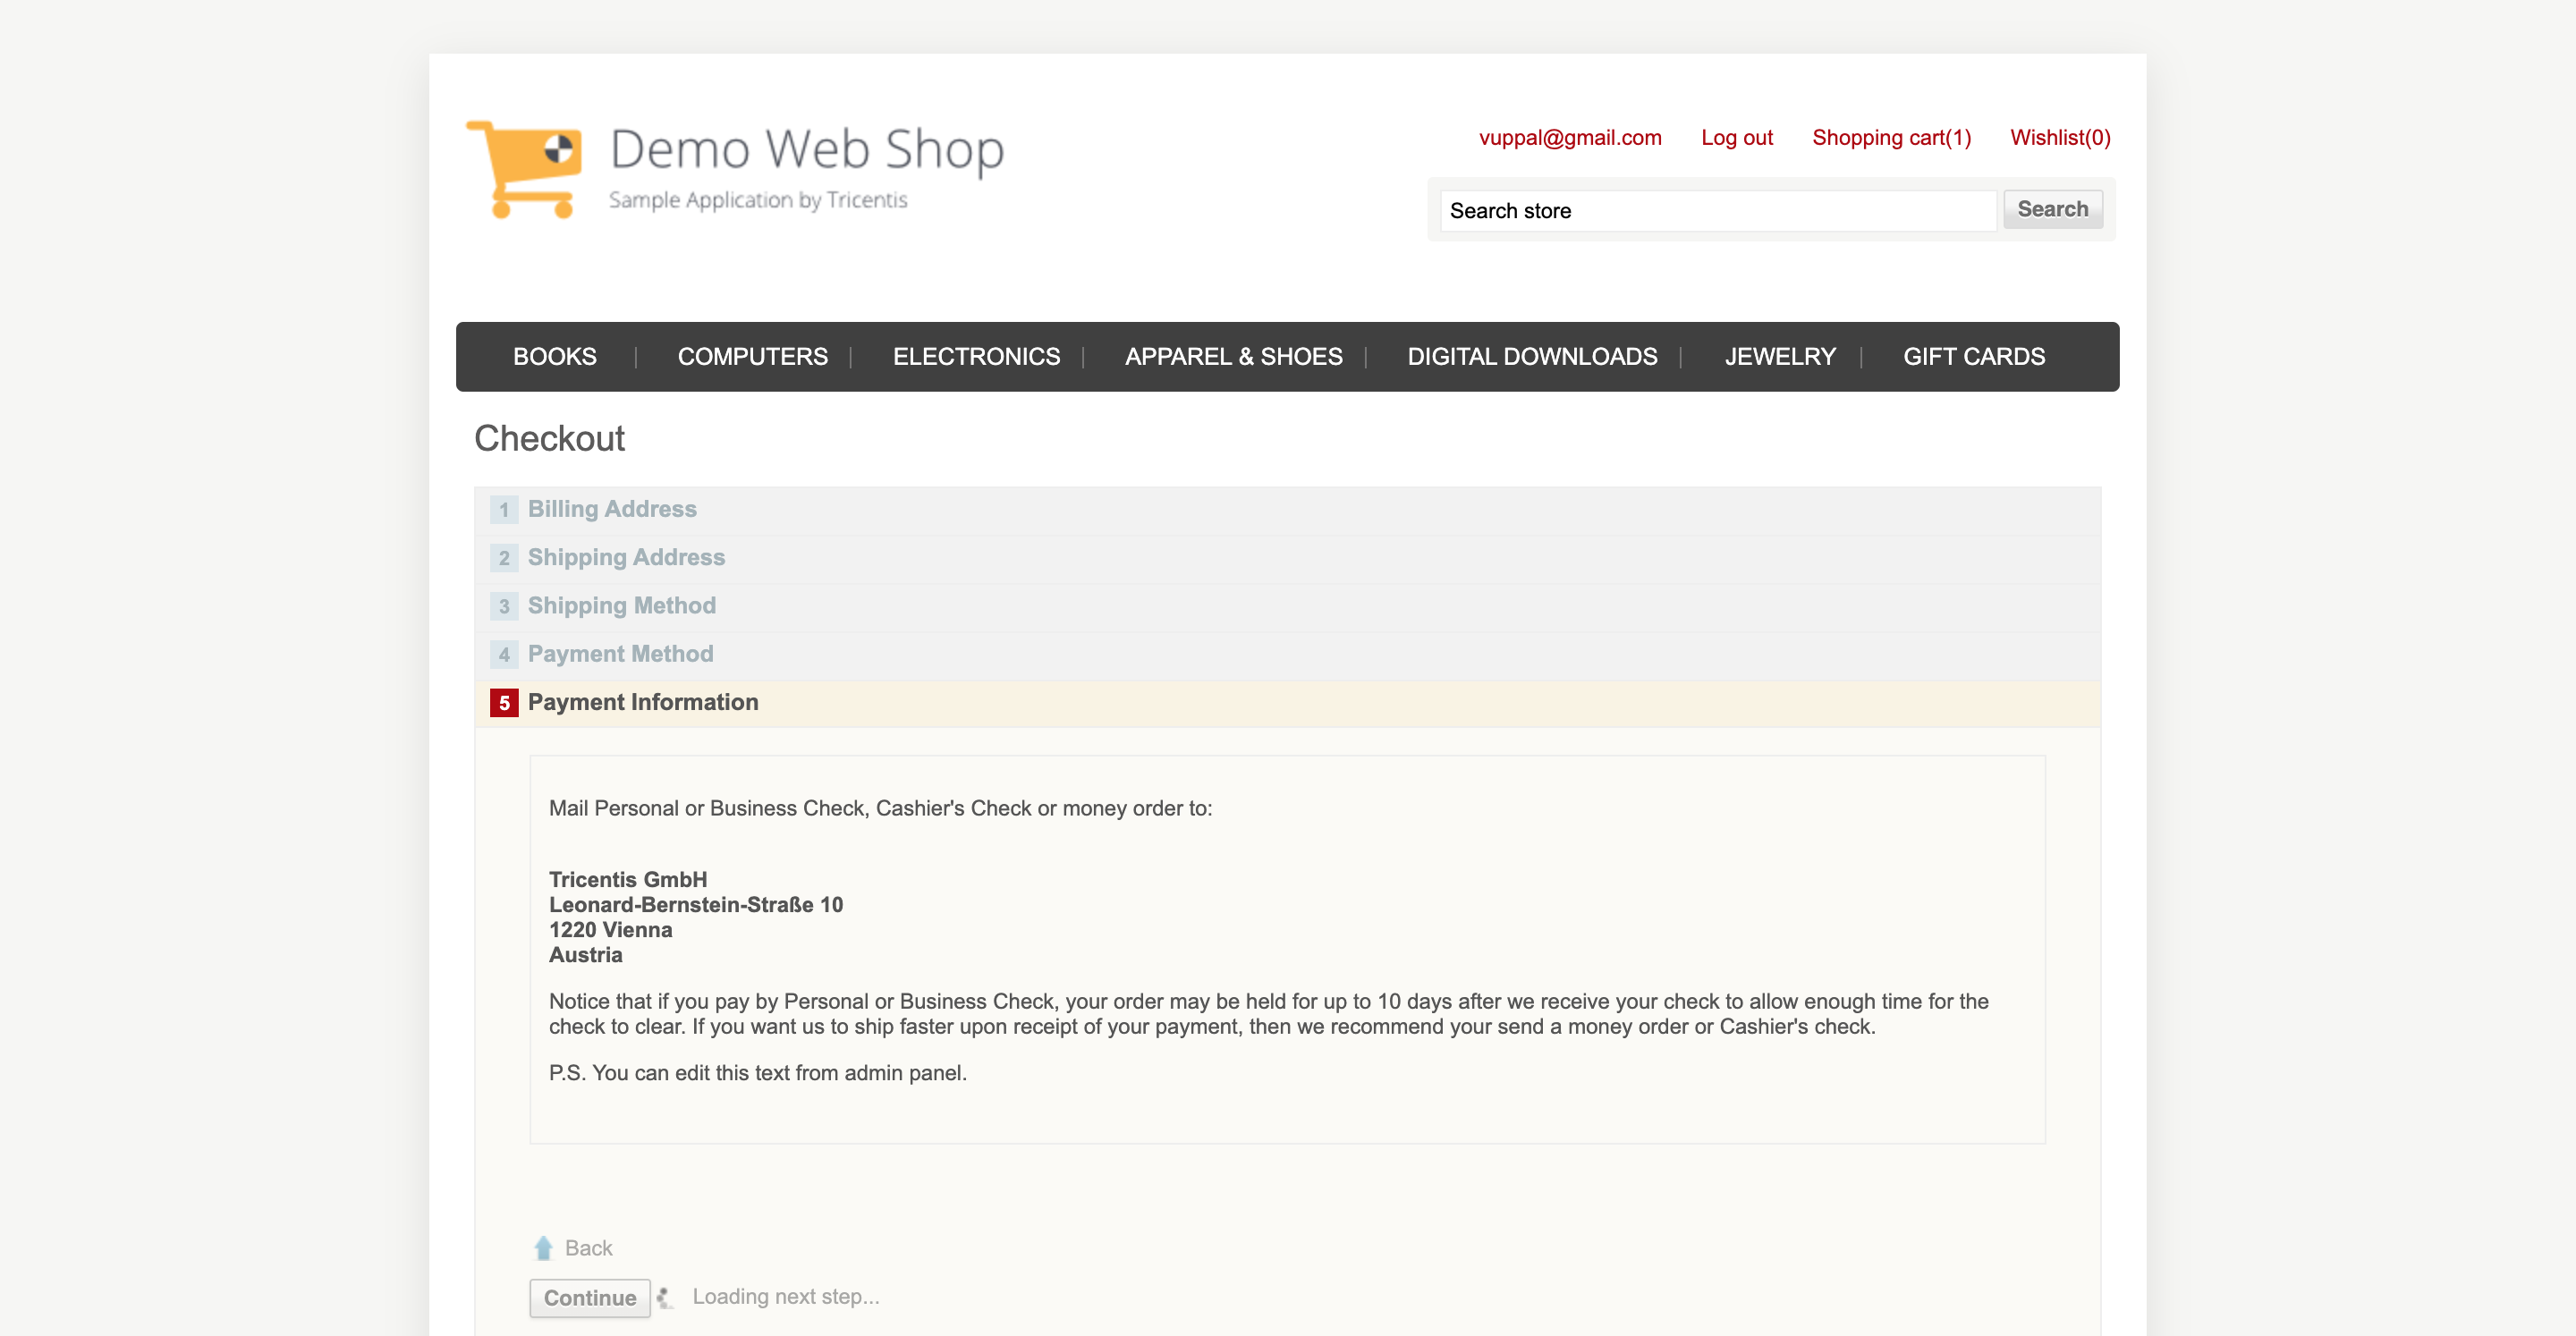 Demo Web Shop
Sample Application by Tricentis
vuppal@gmail.com Log out Shopping cart(1) Wishlist(0)
Search store Search
BOOKS COMPUTERS ELECTRONICS APPAREL & SHOES DIGITAL DOWNLOADS JEWELRY GIFT CARDS
Checkout
1 Billing Address
2 Shipping Address
3 Shipping Method
4 Payment Method
5 Payment Information
Mail Personal or Business Check, Cashier's Check or money order to:
Tricentis GmbH
Leonard-Bernstein-Straße 10
1220 Vienna
Austria
Notice that if you pay by Personal or Business Check, your order may be held for up to 10 days after we receive your check to allow enough time for the
check to clear. If you want us to ship faster upon receipt of your payment, then we recommend your send a money order or Cashier's check.
P.S. You can edit this text from admin panel.
Back
Continue Loading next step...